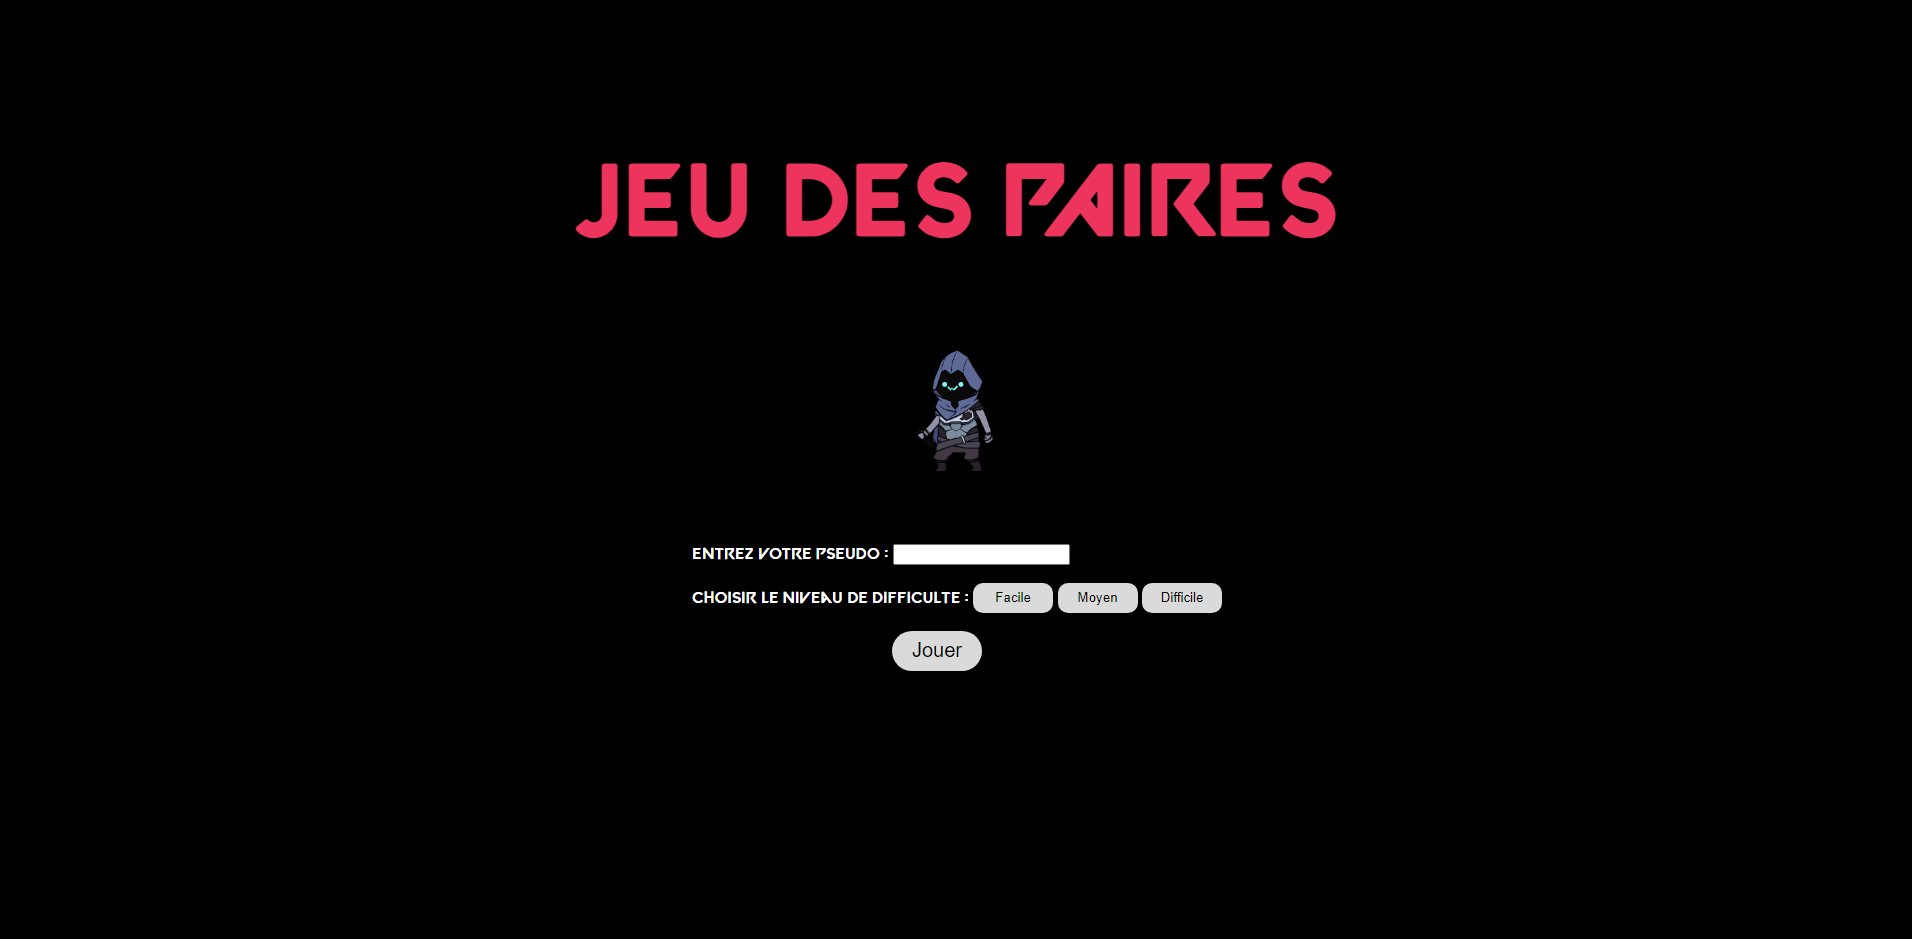 JEU DES PAIRES
ENTREZ VOTRE PSEUDO :
CHOISIR LE NIVEAU DE DIFFICULTE : Facile Moyen Difficile
Jouer